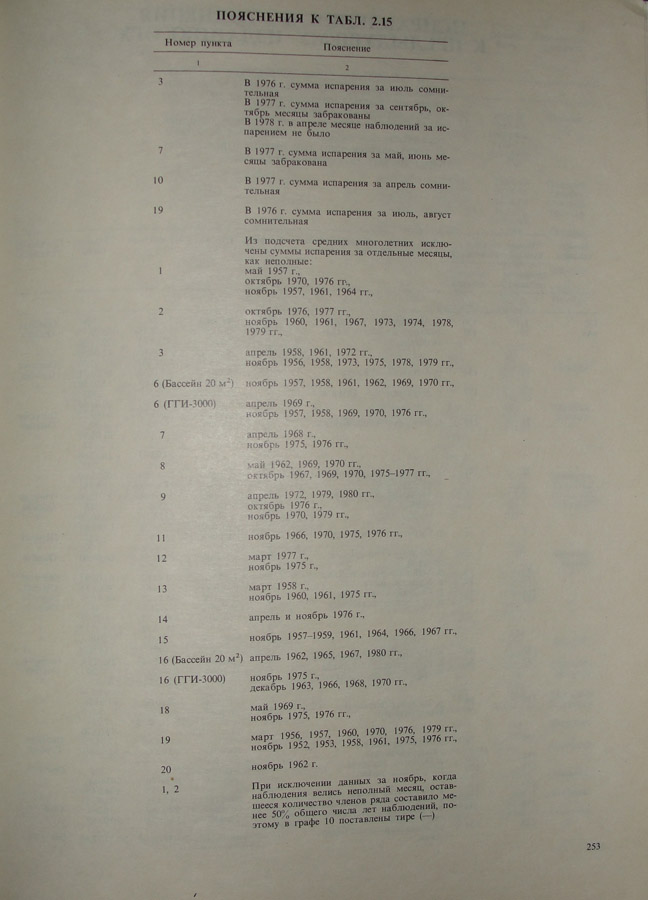 ПОЯСНЕНИЯ К ТАБЛ. 2.15
Номер пункта Пояснение
1 2
3 В 1976 г. сумма испарения за июль сомни-
тельная
В 1977 г. сумма испарения за сентябрь, ок-
тябрь месяцы забракованы
В 1978 г. в апреле месяце наблюдений за ис-
парением не было
7 В 1977 г. сумма испарения за май, июнь ме-
сяцы забракована
10 В 1977 г. сумма испарения за апрель сомни-
тельная
19 В 1976 г. сумма испарения за июль, август
сомнительная
Из подсчета средних многолетних исклю-
чены суммы испарения за отдельные месяцы,
как неполные:
1 май 1957 г.,
октябрь 1970, 1976 гг.,
ноябрь 1957, 1961, 1964 гг.,
2 октябрь 1976, 1977 гг.,
ноябрь 1960, 1961, 1967, 1973, 1974, 1978,
1979 гг.,
3 апрель 1958, 1961, 1972 гг.,
ноябрь 1956, 1958, 1973, 1975, 1978, 1979 гг.,
6 (Бассейн 20 м²) ноябрь 1957, 1958, 1961, 1962, 1969, 1970 гг.,
6 (ГГИ-3000) апрель 1969 г.,
ноябрь 1957, 1958, 1969, 1970, 1976 гг.,
7 апрель 1968 г.,
ноябрь 1975, 1976 гг.,
8 май 1962, 1969, 1970 гг.,
октябрь 1967, 1969, 1970, 1975–1977 гг.,
9 апрель 1972, 1979, 1980 гг.,
октябрь 1976 г.,
ноябрь 1970, 1979 гг.,
11 ноябрь 1966, 1970, 1975, 1976 гг.,
12 март 1977 г.,
ноябрь 1975 г.,
13 март 1958 г.,
ноябрь 1960, 1961, 1975 гг.,
14 апрель и ноябрь 1976 г.,
15 ноябрь 1957–1959, 1961, 1964, 1966, 1967 гг.,
16 (Бассейн 20 м²) апрель 1962, 1965, 1967, 1980 гг.,
16 (ГГИ-3000) ноябрь 1975 г.,
декабрь 1963, 1966, 1968, 1970 гг.,
18 май 1969 г.,
ноябрь 1975, 1976 гг.,
19 март 1956, 1957, 1960, 1970, 1976, 1979 гг.,
ноябрь 1952, 1953, 1958, 1961, 1975, 1976 гг.,
20 ноябрь 1962 г.
1, 2 При исключении данных за ноябрь, когда
наблюдения велись неполный месяц, остав-
шееся количество членов ряда составило ме-
нее 50% общего числа лет наблюдений, по-
этому в графе 10 поставлены тире (—)
253